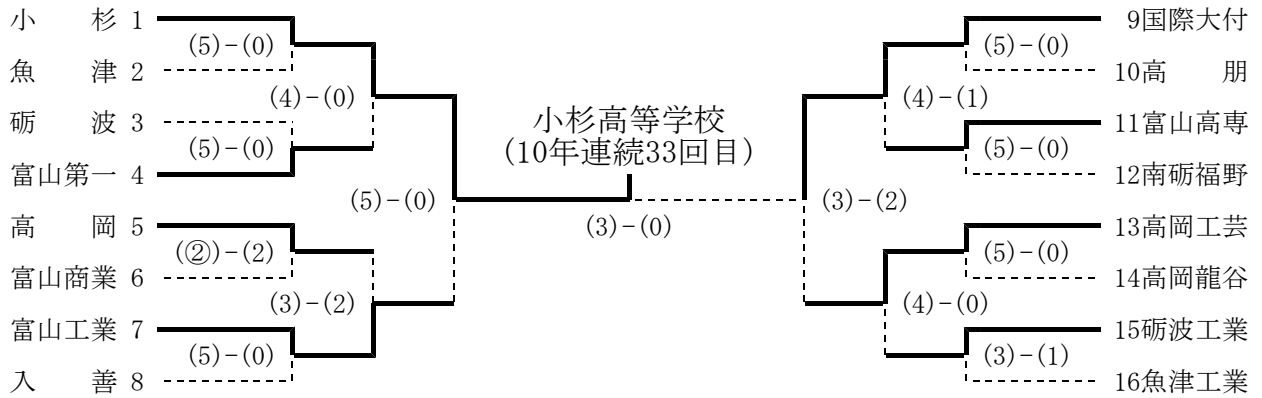 小　杉 1
(5)-(0)
魚　津 2
(4)-(0)
砺　波 3
(5)-(0)
富山第一 4
(5)-(0)
高　岡 5
(②)-(2)
富山商業 6
(3)-(2)
富山工業 7
(5)-(0)
入　善 8
小杉高等学校
(10年連続33回目)
(3)-(0)
9国際大付
(5)-(0)
10高　朋
(4)-(1)
11富山高専
(5)-(0)
12南砺福野
(3)-(2)
13高岡工芸
(5)-(0)
14高岡龍谷
(4)-(0)
15砺波工業
(3)-(1)
16魚津工業